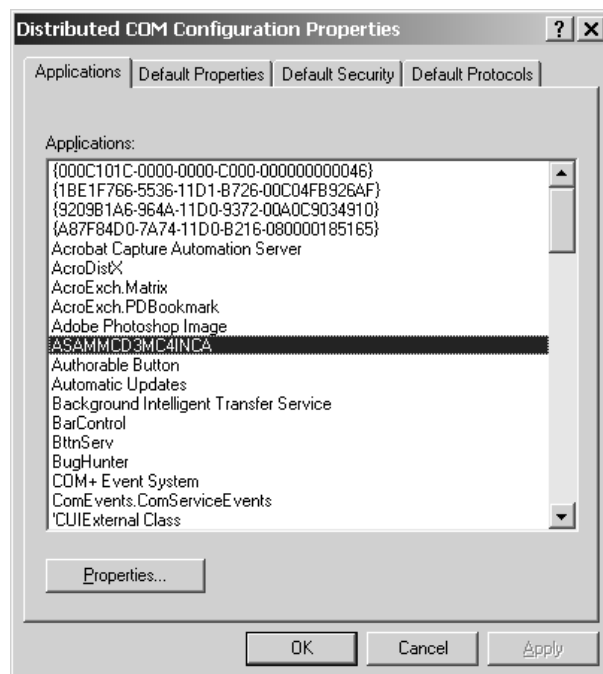 Distributed COM Configuration Properties
Applications Default Properties Default Security Default Protocols
Applications:
{000C101C-0000-0000-C000-000000000046}
{1BE1F766-5536-11D1-B726-00C04FB926AF}
{9209B1A6-964A-11D0-9372-00A0C9034910}
{A87F84D0-7A74-11D0-B216-080000185165}
Acrobat Capture Automation Server
AcroDistX
AcroExch.Matrix
AcroExch.PDBookmark
Adobe Photoshop Image
ASAMMCD3MC4INCA
Authorable Button
Automatic Updates
Background Intelligent Transfer Service
BarControl
BttnServ
BugHunter
COM+ Event System
ComEvents.ComServiceEvents
'CUIExternal Class
Properties...
OK Cancel Apply